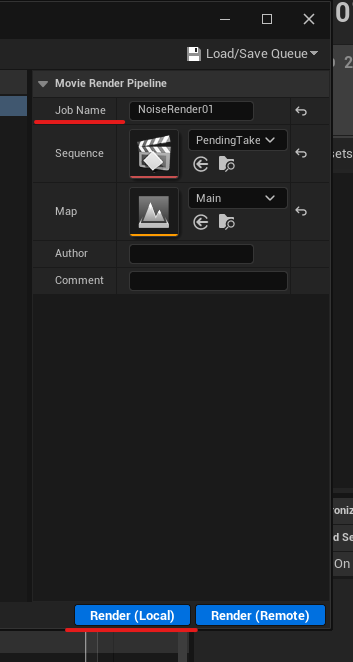 Load/Save Queue
Movie Render Pipeline
Job Name
NoiseRender01
Sequence
PendingTake
Map
Main
Author
Comment
Render (Local)
Render (Remote)
On